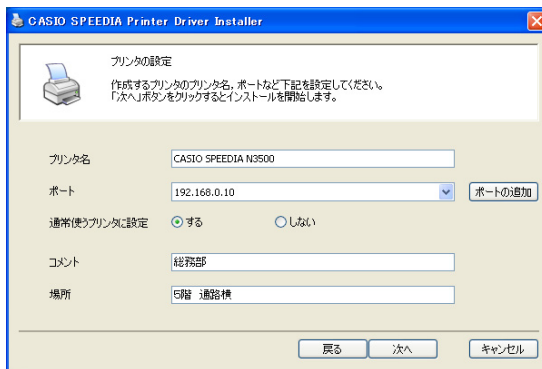 CASIO SPEEDIA Printer Driver Installer
プリンタの設定
作成するプリンタのプリンタ名，ポートなど下記を設定してください。
「次へ」ボタンをクリックするとインストールを開始します。
プリンタ名 CASIO SPEEDIA N3500
ポート 192.168.0.10 ポートの追加
通常使うプリンタに設定 する しない
コメント 総務部
場所 5階 通路横
戻る 次へ キャンセル